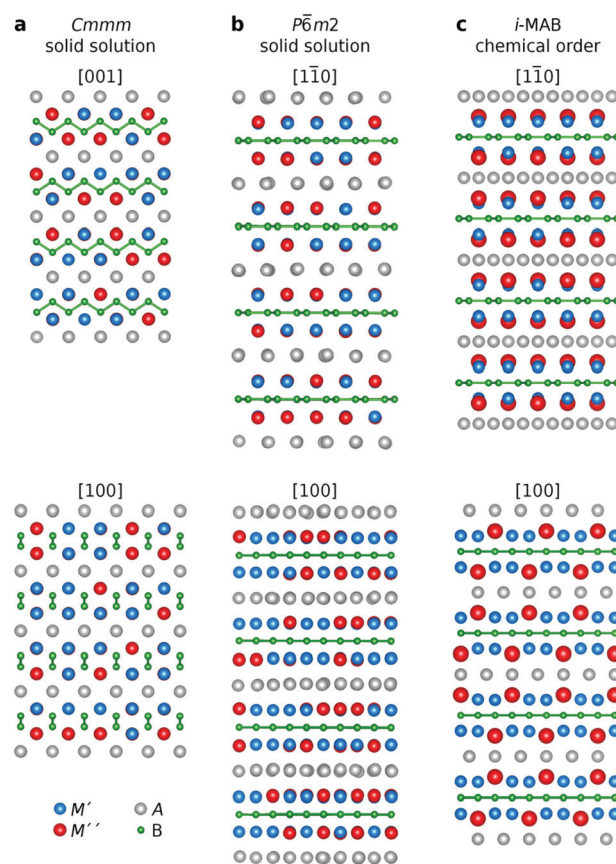 a
Cmmm
solid solution
[001]
b
P6̅m2
solid solution
[11̅0]
c
i-MAB
chemical order
[11̅0]
[100]
[100]
[100]
M′
M′′
A
B